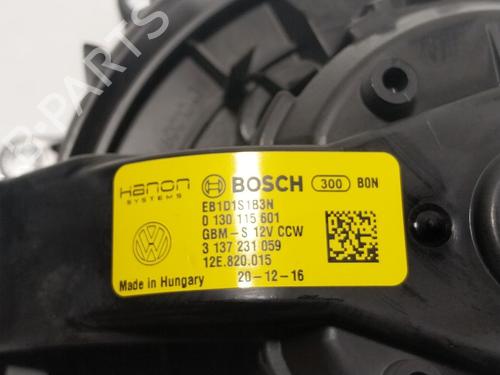 B-PARTS
hanon
SYSTEMS
BOSCH
300 B0N
EB1D1S1B3N
0 130 115 601
GBM-S 12V CCW
3 137 231 059
12E.820.015
Made in Hungary 20-12-16